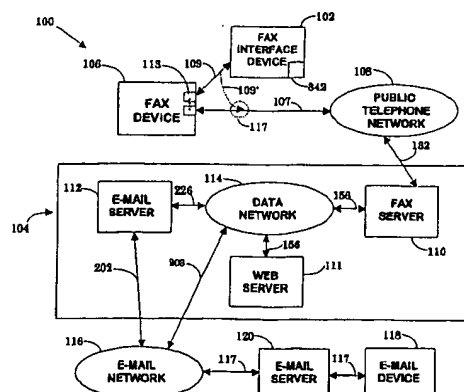 100
102
FAX
INTERFACE
DEVICE
842
106
113
109
109'
FAX
DEVICE
117
107
108
PUBLIC
TELEPHONE
NETWORK
182
104
112
E-MAIL
SERVER
226
114
DATA
NETWORK
156
FAX
SERVER
110
156
WEB
SERVER
111
202
903
116
E-MAIL
NETWORK
117
120
E-MAIL
SERVER
117
118
E-MAIL
DEVICE